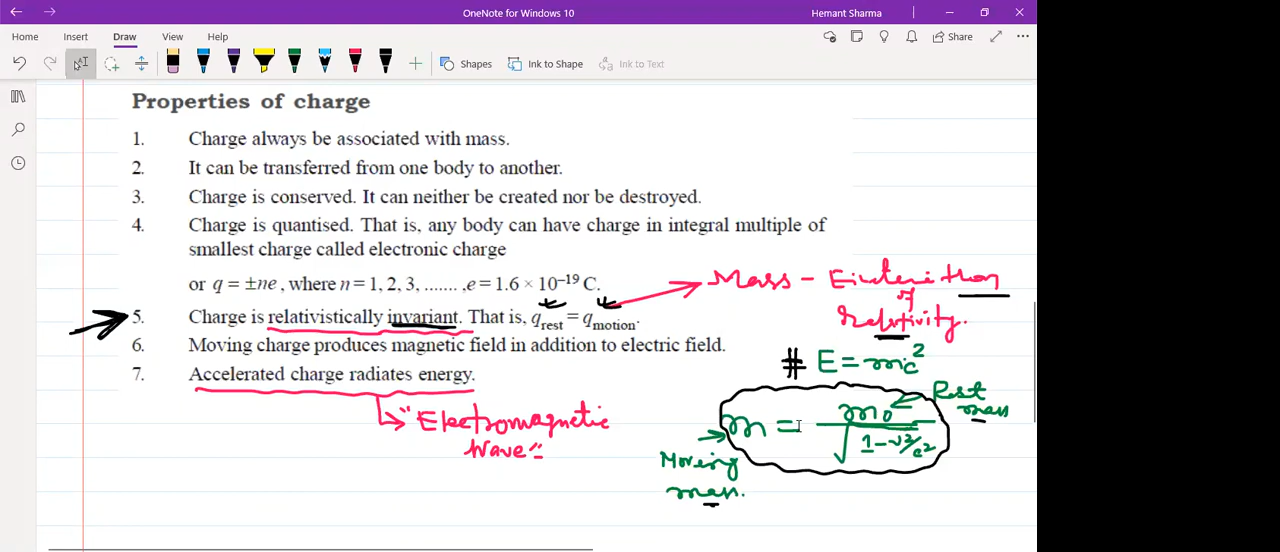 OneNote for Windows 10
Hemant Sharma
Home Insert Draw View Help
Share
Shapes
Ink to Shape
Ink to Text
Properties of charge
1. Charge always be associated with mass.
2. It can be transferred from one body to another.
3. Charge is conserved. It can neither be created nor be destroyed.
4. Charge is quantised. That is, any body can have charge in integral multiple of
smallest charge called electronic charge
or q = ±ne, where n = 1, 2, 3, ....... ,e = 1.6 × 10⁻¹⁹ C.
5. Charge is relativistically invariant. That is, q_rest = q_motion.
6. Moving charge produces magnetic field in addition to electric field.
7. Accelerated charge radiates energy.
Mass -
of
Relativity.
# E = mc²
"Electromagnetic
Wave"
m = m₀ / √(1-v²/c²)
Rest
mass
Moving
mass.